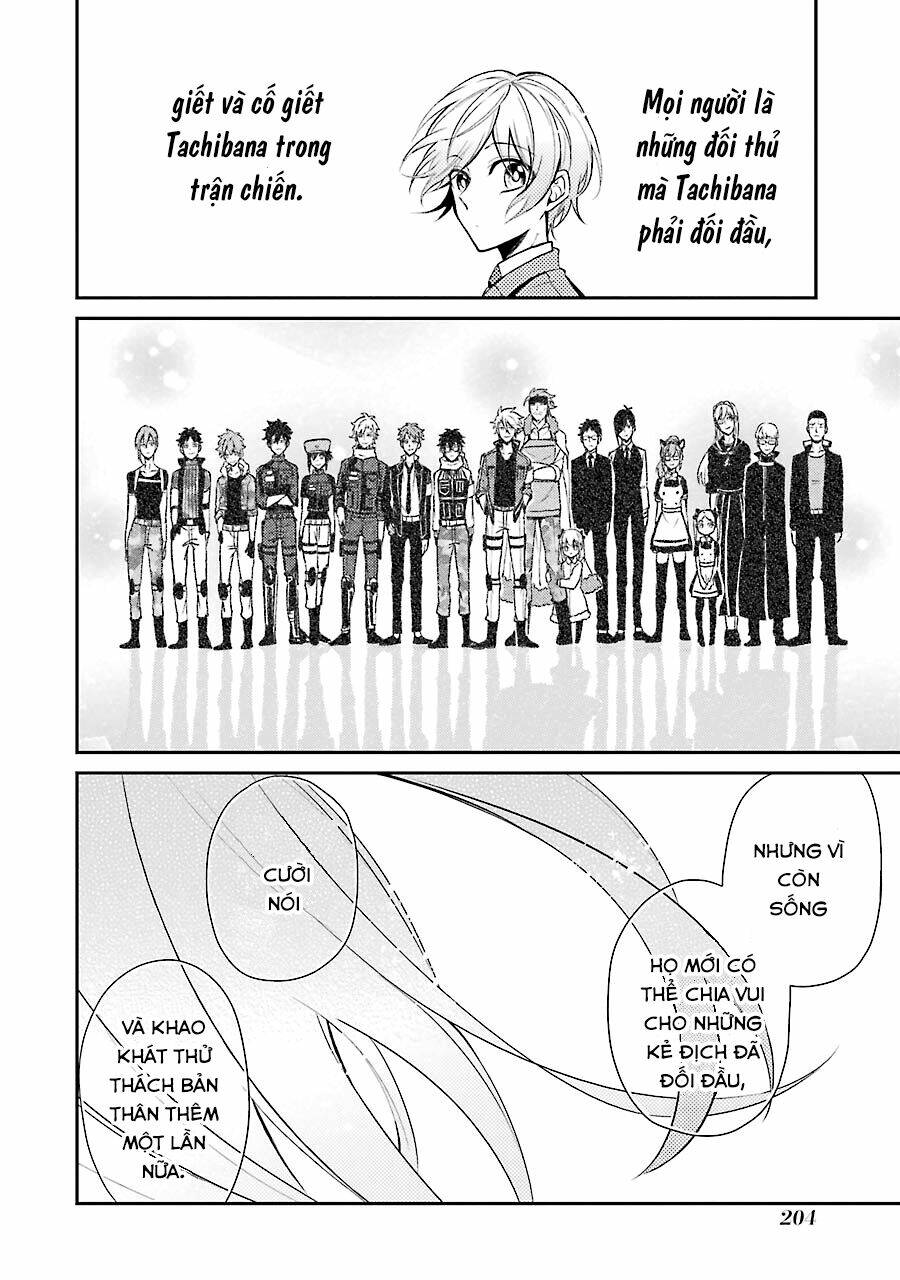 Mọi người là
những đối thủ
mà Tachibana
phải đối đầu,
giết và cố giết
Tachibana trong
trận chiến.
NHƯNG VÌ
CÒN
SỐNG
HỌ MỚI CÓ
THỂ CHIA VUI
CHO NHỮNG
KẺ ĐỊCH ĐÃ
ĐỐI ĐẦU,
CƯỜI
NÓI
VÀ KHAO
KHÁT THỬ
THÁCH BẢN
THÂN THÊM
MỘT LẦN
NỮA.
204